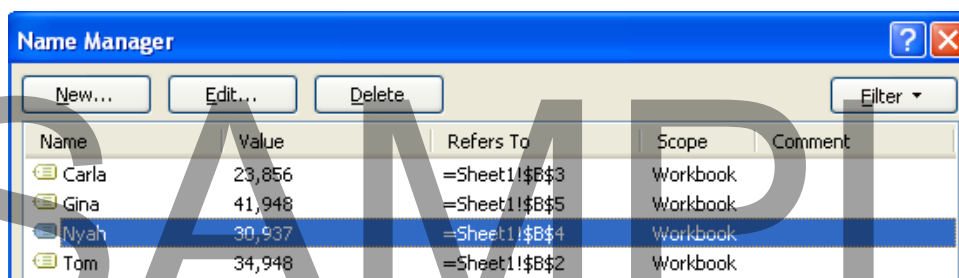 Name Manager
New... Edit... Delete Filter
Name Value Refers To Scope Comment
Carla 23,856 =Sheet1!$B$3 Workbook
Gina 41,948 =Sheet1!$B$5 Workbook
Nyah 30,937 =Sheet1!$B$4 Workbook
Tom 34,948 =Sheet1!$B$2 Workbook
SAMPL